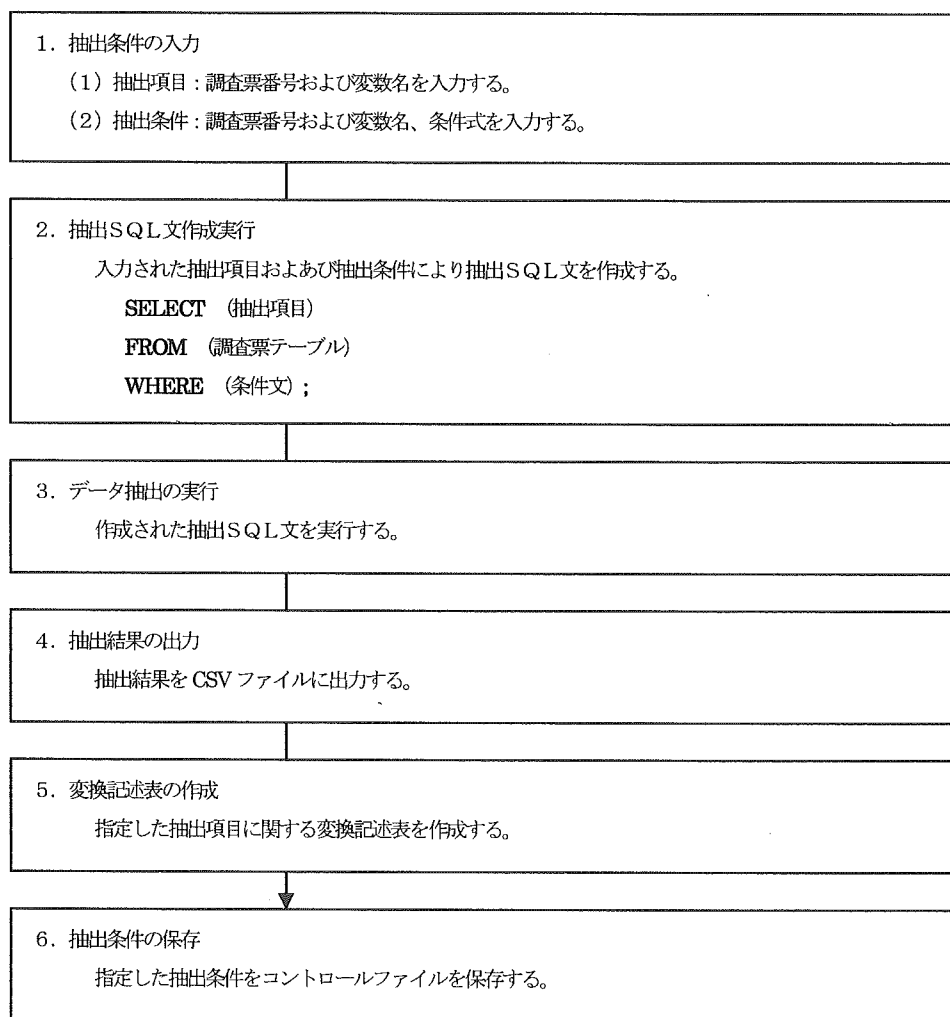 1．抽出条件の入力
（1）抽出項目：調査票番号および変数名を入力する。
（2）抽出条件：調査票番号および変数名、条件式を入力する。
2．抽出ＳＱＬ文作成実行
入力された抽出項目およあび抽出条件により抽出ＳＱＬ文を作成する。
SELECT （抽出項目）
FROM （調査票テーブル）
WHERE （条件文）；
3．データ抽出の実行
作成された抽出ＳＱＬ文を実行する。
4．抽出結果の出力
抽出結果を CSV ファイルに出力する。
5．変換記述表の作成
指定した抽出項目に関する変換記述表を作成する。
6．抽出条件の保存
指定した抽出条件をコントロールファイルを保存する。